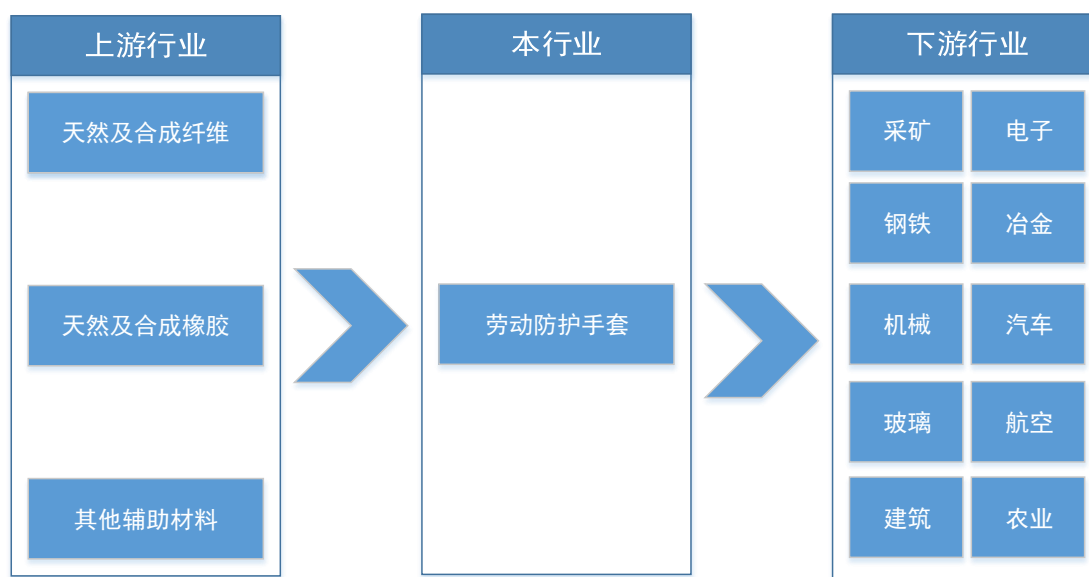 上游行业
天然及合成纤维
天然及合成橡胶
其他辅助材料
本行业
劳动防护手套
下游行业
采矿
电子
钢铁
冶金
机械
汽车
玻璃
航空
建筑
农业